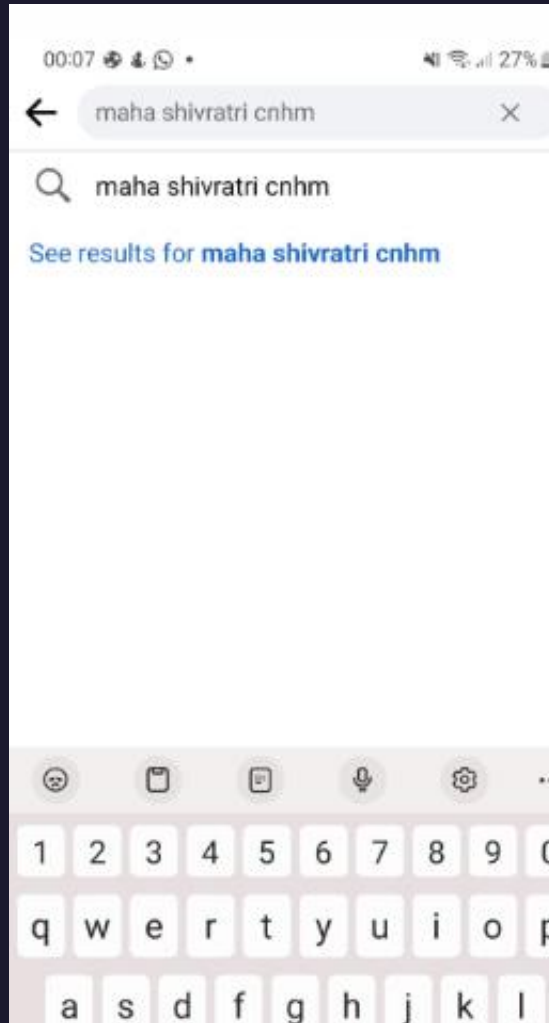 00:07
27%
maha shivratri cnhm
maha shivratri cnhm
See results for maha shivratri cnhm
1 2 3 4 5 6 7 8 9 0
q w e r t y u i o p
a s d f g h j k l